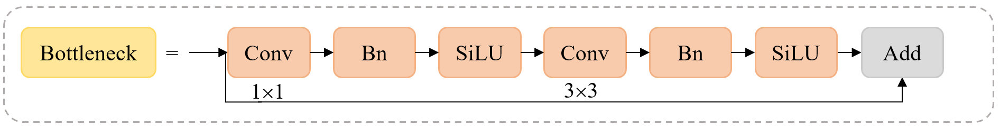 Bottleneck = Conv Bn SiLU Conv Bn SiLU Add
1×1 3×3